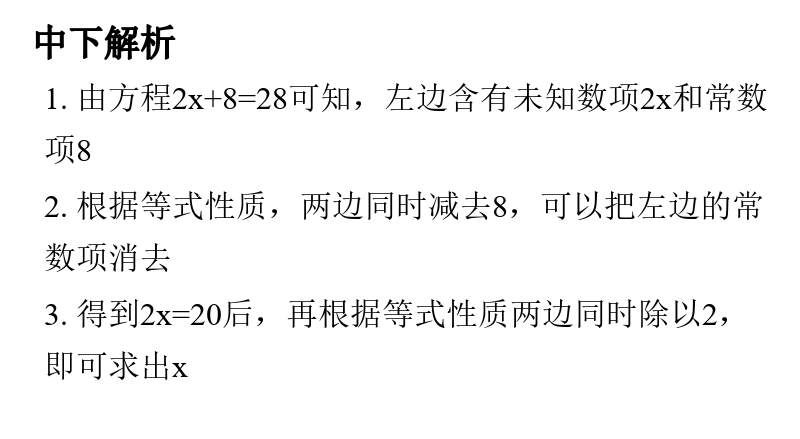 中下解析
1. 由方程2x+8=28可知，左边含有未知数项2x和常数
项8
2. 根据等式性质，两边同时减去8，可以把左边的常
数项消去
3. 得到2x=20后，再根据等式性质两边同时除以2，
即可求出x